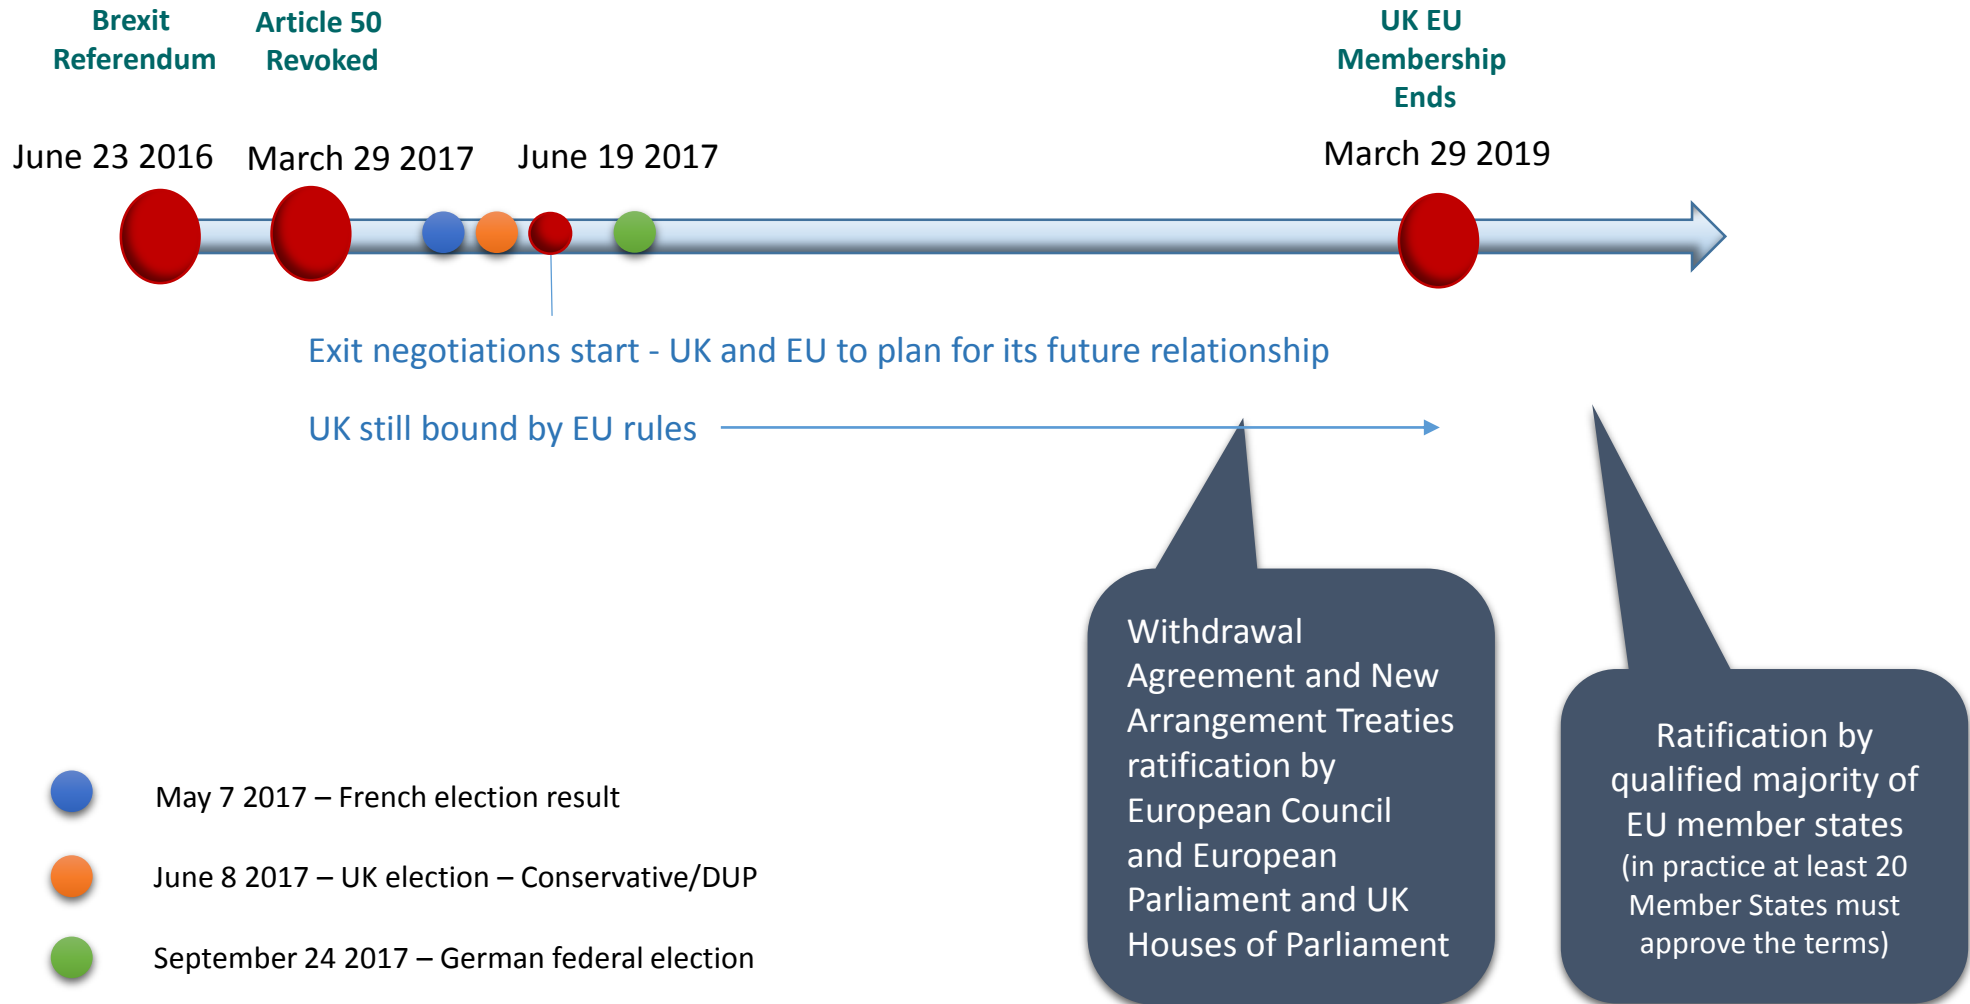 Brexit
Referendum
Article 50
Revoked
UK EU
Membership
Ends
June 23 2016
March 29 2017
June 19 2017
March 29 2019
Exit negotiations start - UK and EU to plan for its future relationship
UK still bound by EU rules
Withdrawal
Agreement and New
Arrangement Treaties
ratification by
European Council
and European
Parliament and UK
Houses of Parliament
Ratification by
qualified majority of
EU member states
(in practice at least 20
Member States must
approve the terms)
May 7 2017 – French election result
June 8 2017 – UK election – Conservative/DUP
September 24 2017 – German federal election